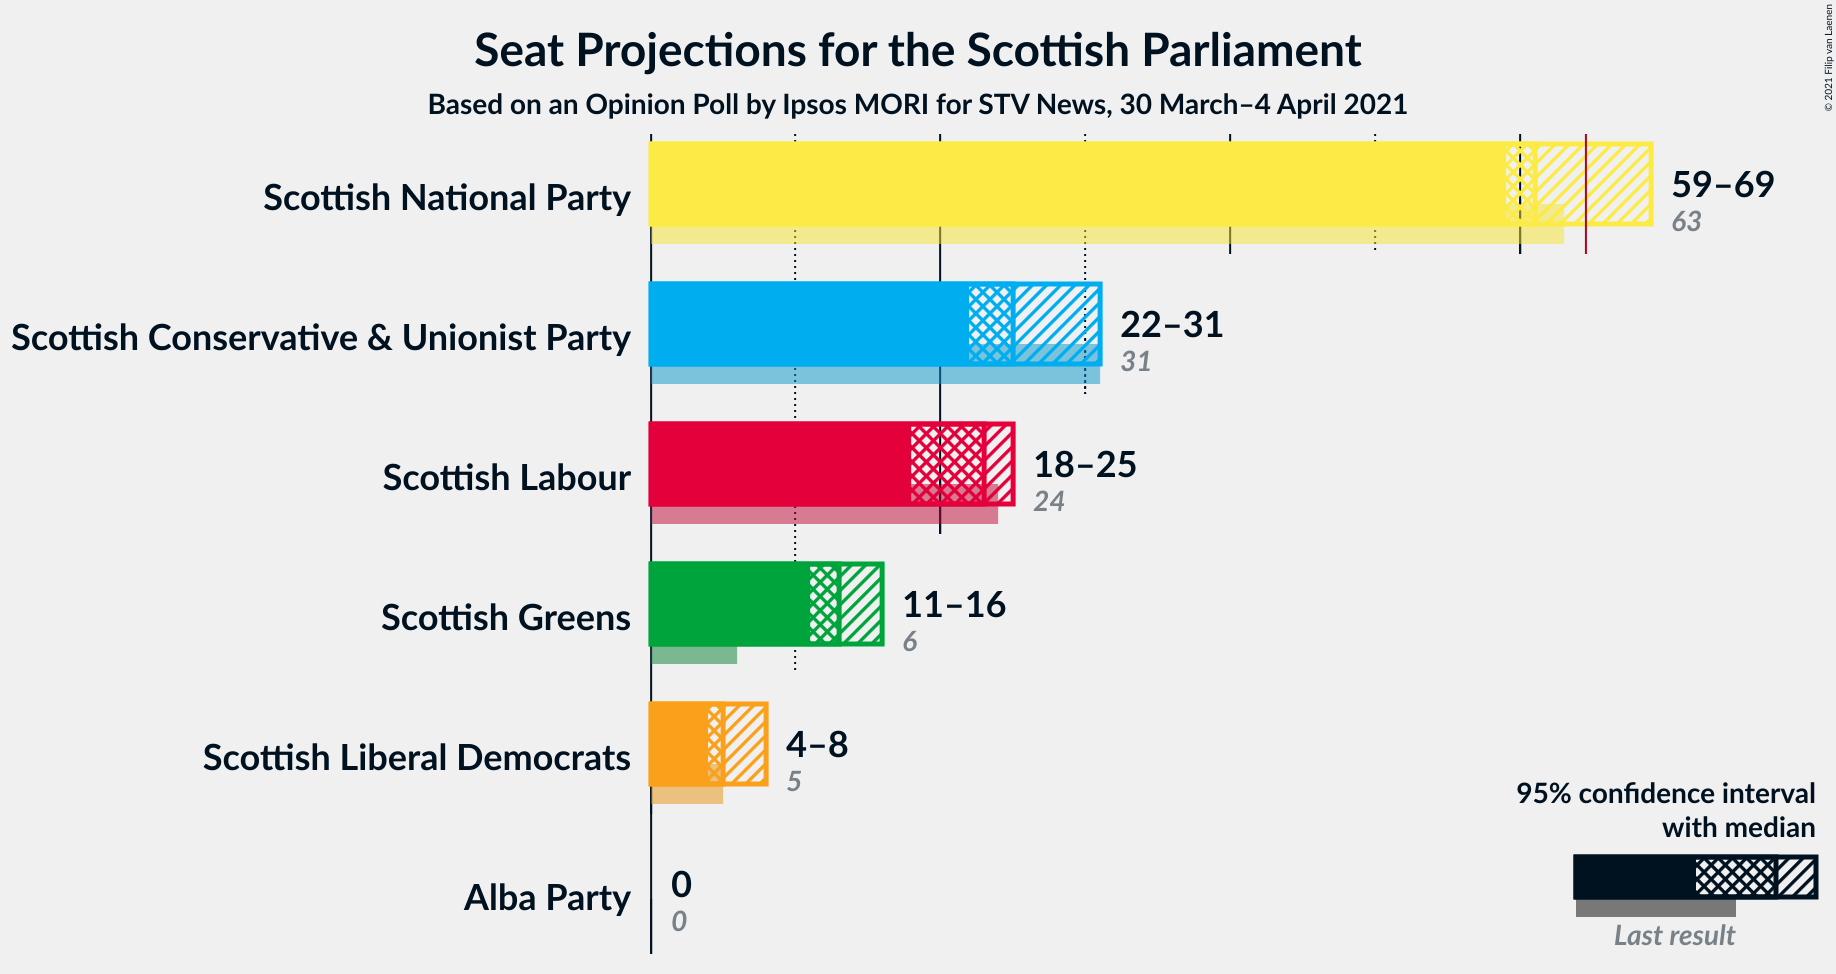 Seat Projections for the Scottish Parliament
Based on an Opinion Poll by Ipsos MORI for STV News, 30 March–4 April 2021
© 2021 Filip van Laenen
Scottish National Party
59–69
63
Scottish Conservative & Unionist Party
22–31
31
Scottish Labour
18–25
24
Scottish Greens
11–16
6
Scottish Liberal Democrats
4–8
5
Alba Party
0
0
95% confidence interval
with median
Last result